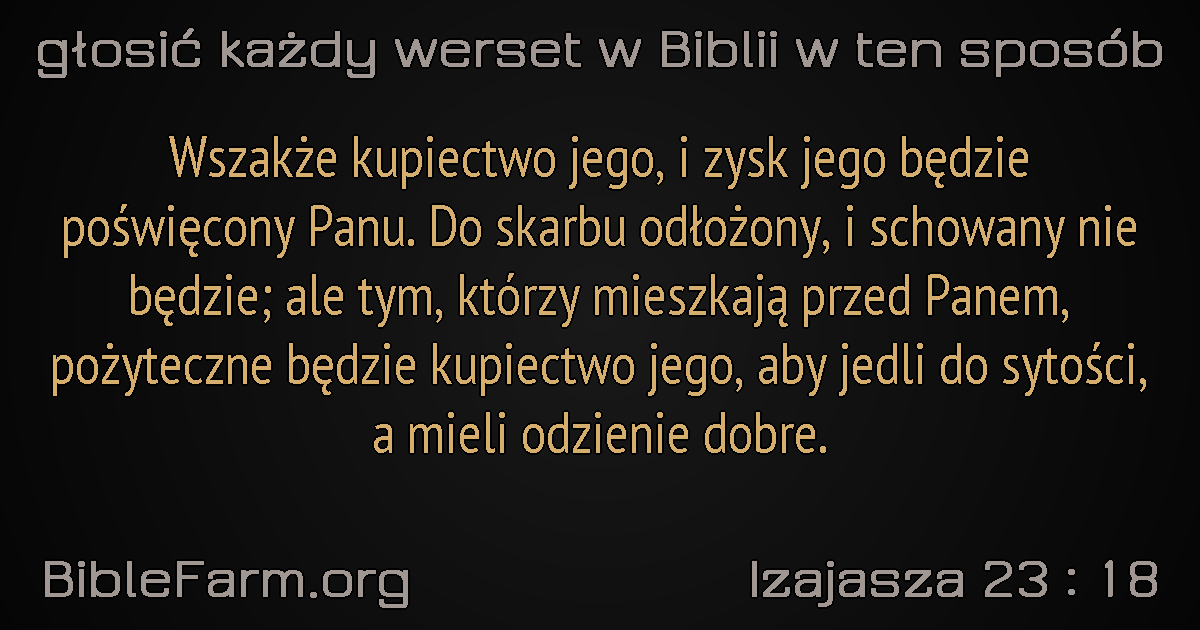 głosić każdy werset w Biblii w ten sposób
Wszakże kupiectwo jego, i zysk jego będzie
poświęcony Panu. Do skarbu odłożony, i schowany nie
będzie; ale tym, którzy mieszkają przed Panem,
pożyteczne będzie kupiectwo jego, aby jedli do sytości,
a mieli odzienie dobre.
BibleFarm.org
Izajasza 23 : 18